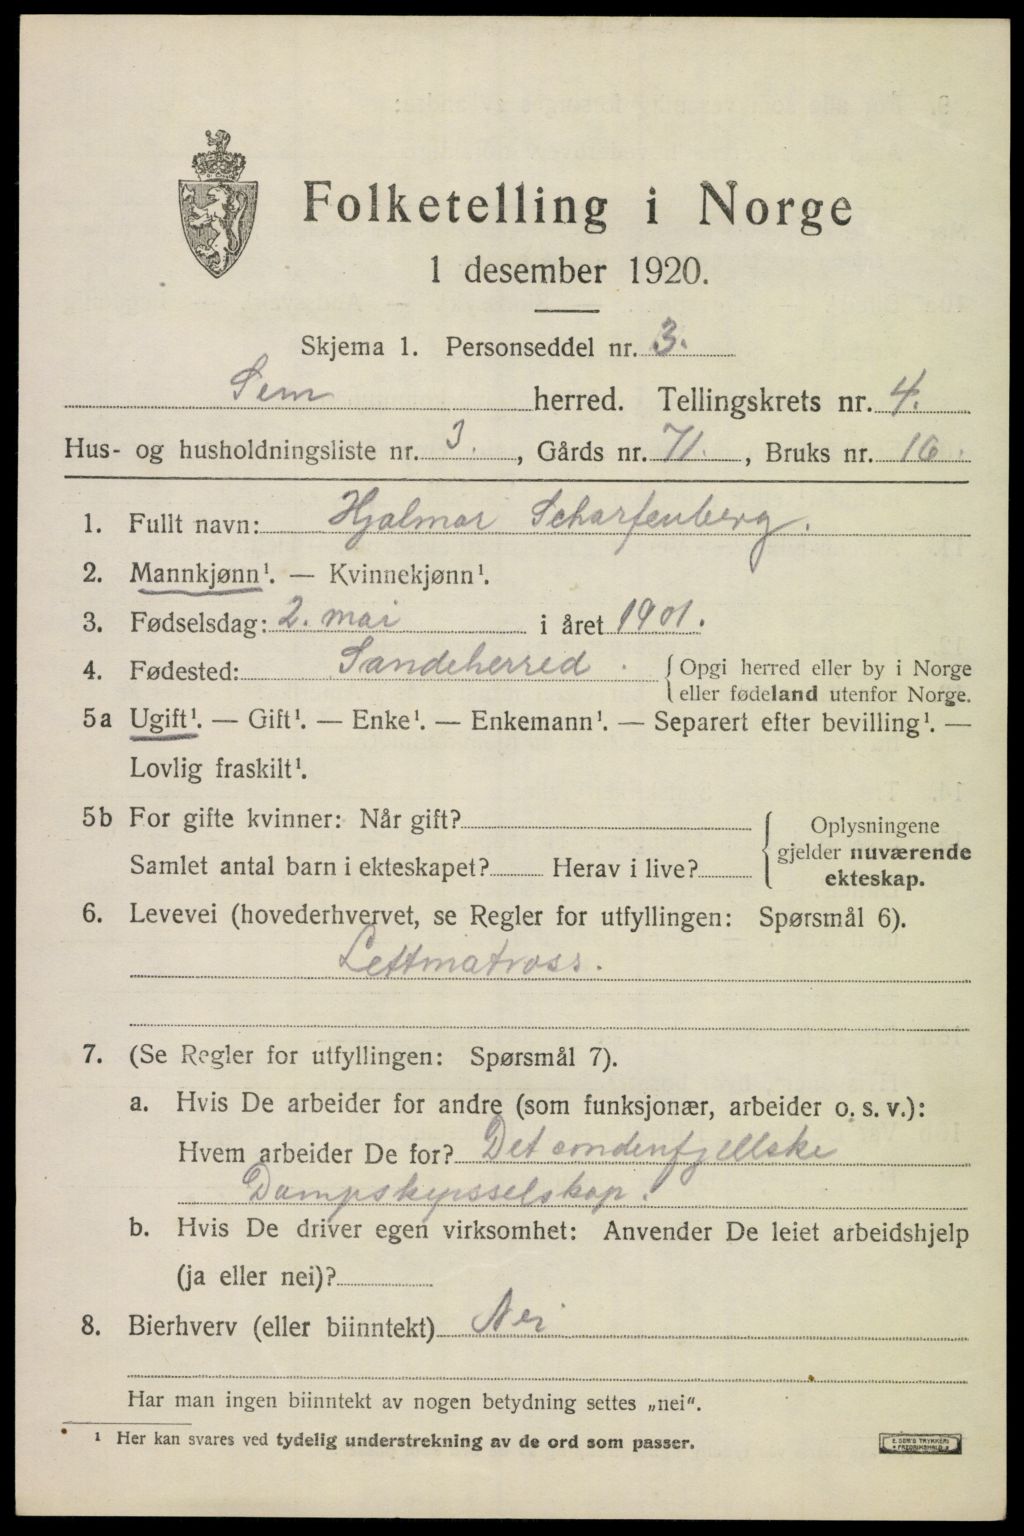 Folketelling i Norge
1 desember 1920.
Skjema 1. Personseddel nr. 3.
Sem herred. Tellingskrets nr. 4.
Hus- og husholdningsliste nr. 3., Gårds nr. 71., Bruks nr. 16.
1. Fullt navn: Hjalmar Scharfenberg.
2. Mannkjønn¹. — Kvinnekjønn¹.
3. Fødselsdag: 2. mai i året 1901.
4. Fødested: Sandeherred. { Opgi herred eller by i Norge
eller fødeland utenfor Norge.
5a Ugift¹. — Gift¹. — Enke¹. — Enkemann¹. — Separert efter bevilling¹. —
Lovlig fraskilt¹.
5b For gifte kvinner: Når gift?
Samlet antal barn i ekteskapet? Herav i live?
{ Oplysningene
gjelder nuværende
ekteskap.
6. Levevei (hovederhvervet, se Regler for utfyllingen: Spørsmål 6).
Lettmatross.
7. (Se Regler for utfyllingen: Spørsmål 7).
a. Hvis De arbeider for andre (som funksjonær, arbeider o. s. v.):
Hvem arbeider De for? Det søndenfjellske
Dampskipsselskap.
b. Hvis De driver egen virksomhet: Anvender De leiet arbeidshjelp
(ja eller nei)?
8. Bierhverv (eller biinntekt) Nei
Har man ingen biinntekt av nogen betydning settes „nei“.
¹ Her kan svares ved tydelig understrekning av de ord som passer.
E. SEM'S TRYKKERI
FREDRIKSHALD